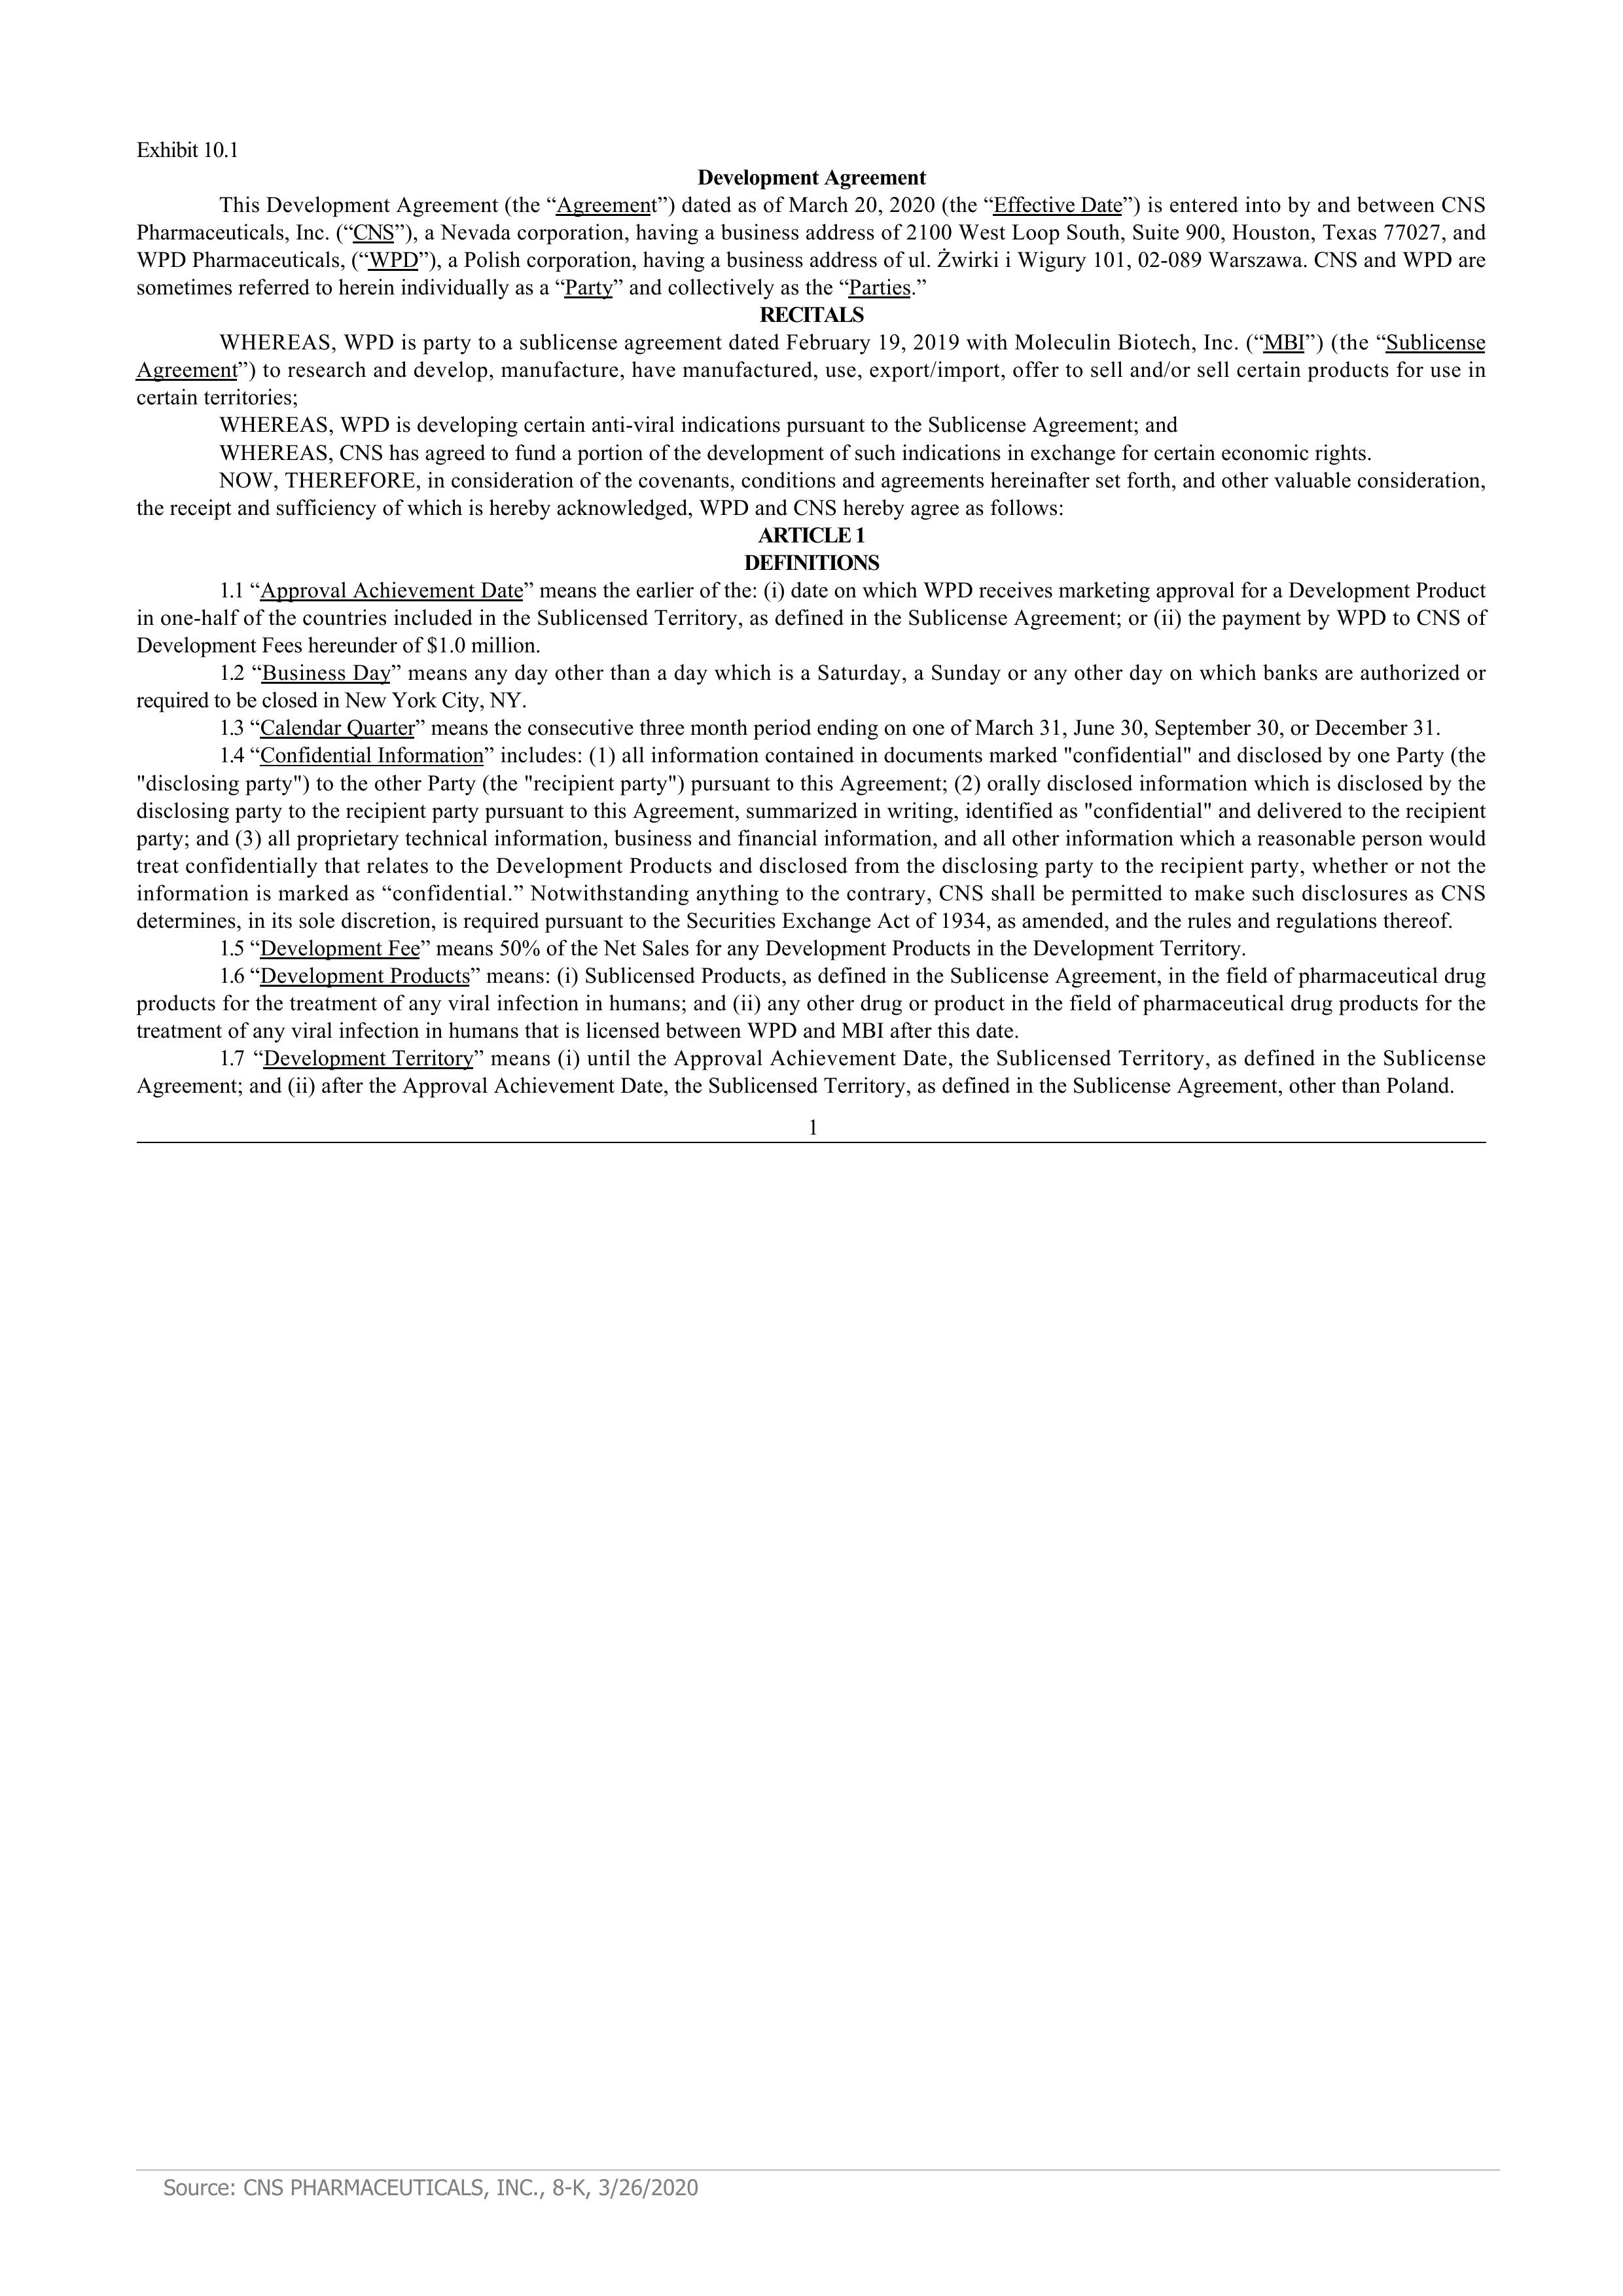 Exhibit 10.1
Development Agreement
This Development Agreement (the “Agreement”) dated as of March 20, 2020 (the “Effective Date”) is entered into by and between CNS
Pharmaceuticals, Inc. (“CNS”), a Nevada corporation, having a business address of 2100 West Loop South, Suite 900, Houston, Texas 77027, and
WPD Pharmaceuticals, (“WPD”), a Polish corporation, having a business address of ul. Żwirki i Wigury 101, 02-089 Warszawa. CNS and WPD are
sometimes referred to herein individually as a “Party” and collectively as the “Parties.”
RECITALS
WHEREAS, WPD is party to a sublicense agreement dated February 19, 2019 with Moleculin Biotech, Inc. (“MBI”) (the “Sublicense
Agreement”) to research and develop, manufacture, have manufactured, use, export/import, offer to sell and/or sell certain products for use in
certain territories;
WHEREAS, WPD is developing certain anti-viral indications pursuant to the Sublicense Agreement; and
WHEREAS, CNS has agreed to fund a portion of the development of such indications in exchange for certain economic rights.
NOW, THEREFORE, in consideration of the covenants, conditions and agreements hereinafter set forth, and other valuable consideration,
the receipt and sufficiency of which is hereby acknowledged, WPD and CNS hereby agree as follows:
ARTICLE 1
DEFINITIONS
1.1 “Approval Achievement Date” means the earlier of the: (i) date on which WPD receives marketing approval for a Development Product
in one-half of the countries included in the Sublicensed Territory, as defined in the Sublicense Agreement; or (ii) the payment by WPD to CNS of
Development Fees hereunder of $1.0 million.
1.2 “Business Day” means any day other than a day which is a Saturday, a Sunday or any other day on which banks are authorized or
required to be closed in New York City, NY.
1.3 “Calendar Quarter” means the consecutive three month period ending on one of March 31, June 30, September 30, or December 31.
1.4 “Confidential Information” includes: (1) all information contained in documents marked "confidential" and disclosed by one Party (the
"disclosing party") to the other Party (the "recipient party") pursuant to this Agreement; (2) orally disclosed information which is disclosed by the
disclosing party to the recipient party pursuant to this Agreement, summarized in writing, identified as "confidential" and delivered to the recipient
party; and (3) all proprietary technical information, business and financial information, and all other information which a reasonable person would
treat confidentially that relates to the Development Products and disclosed from the disclosing party to the recipient party, whether or not the
information is marked as “confidential.” Notwithstanding anything to the contrary, CNS shall be permitted to make such disclosures as CNS
determines, in its sole discretion, is required pursuant to the Securities Exchange Act of 1934, as amended, and the rules and regulations thereof.
1.5 “Development Fee” means 50% of the Net Sales for any Development Products in the Development Territory.
1.6 “Development Products” means: (i) Sublicensed Products, as defined in the Sublicense Agreement, in the field of pharmaceutical drug
products for the treatment of any viral infection in humans; and (ii) any other drug or product in the field of pharmaceutical drug products for the
treatment of any viral infection in humans that is licensed between WPD and MBI after this date.
1.7 “Development Territory” means (i) until the Approval Achievement Date, the Sublicensed Territory, as defined in the Sublicense
Agreement; and (ii) after the Approval Achievement Date, the Sublicensed Territory, as defined in the Sublicense Agreement, other than Poland.
1
Source: CNS PHARMACEUTICALS, INC., 8-K, 3/26/2020